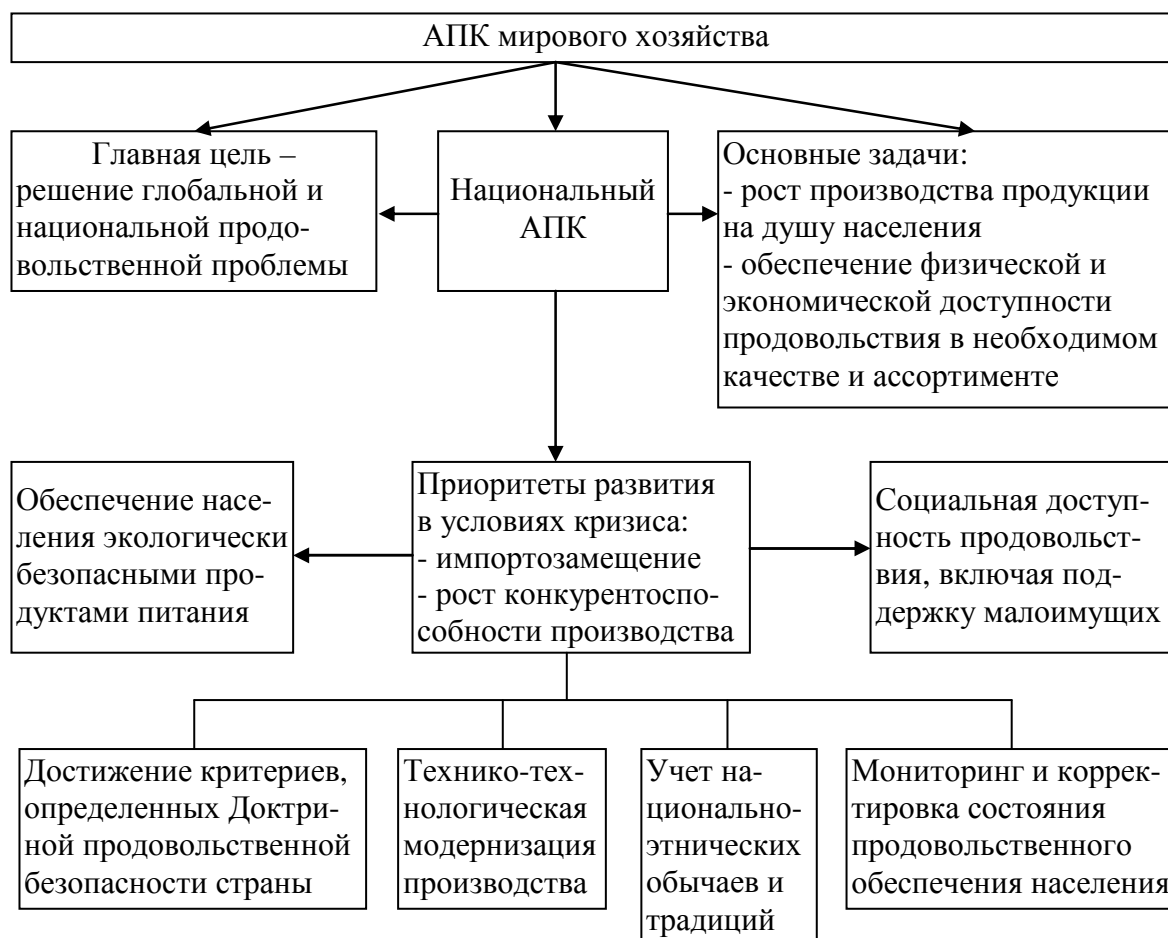 АПК мирового хозяйства
Главная цель –
решение глобальной и
национальной продо-
вольственной проблемы
Национальный
АПК
Основные задачи:
- рост производства продукции
на душу населения
- обеспечение физической и
экономической доступности
продовольствия в необходимом
качестве и ассортименте
Обеспечение насе-
ления экологически
безопасными про-
дуктами питания
Приоритеты развития
в условиях кризиса:
- импортозамещение
- рост конкурентоспо-
собности производства
Социальная доступ-
ность продовольст-
вия, включая под-
держку малоимущих
Достижение критериев,
определенных Доктри-
ной продовольственной
безопасности страны
Технико-тех-
нологическая
модернизация
производства
Учет на-
ционально-
этнических
обычаев и
традиций
Мониторинг и коррек-
тировка состояния
продовольственного
обеспечения населения